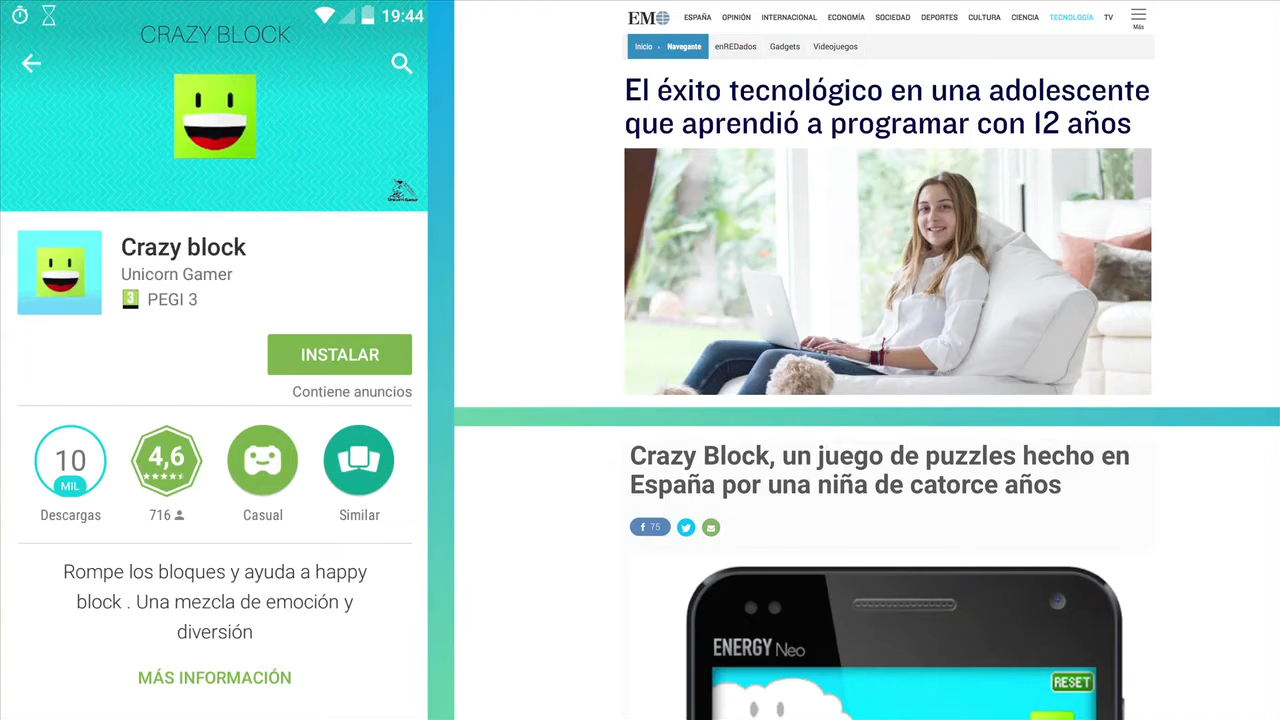 19:44
CRAZY BLOCK
Unicorn Gamer
Crazy block
Unicorn Gamer
3 PEGI 3
INSTALAR
Contiene anuncios
10
MIL
4,6
Descargas
716
Casual
Similar
Rompe los bloques y ayuda a happy
block . Una mezcla de emoción y
diversión
MÁS INFORMACIÓN
EM
ESPAÑA OPINIÓN INTERNACIONAL ECONOMÍA SOCIEDAD DEPORTES CULTURA CIENCIA TECNOLOGÍA TV
Más
Inicio › Navegante enREDados Gadgets Videojuegos
El éxito tecnológico en una adolescente
que aprendió a programar con 12 años
Crazy Block, un juego de puzzles hecho en
España por una niña de catorce años
f 75
ENERGY Neo
RESET